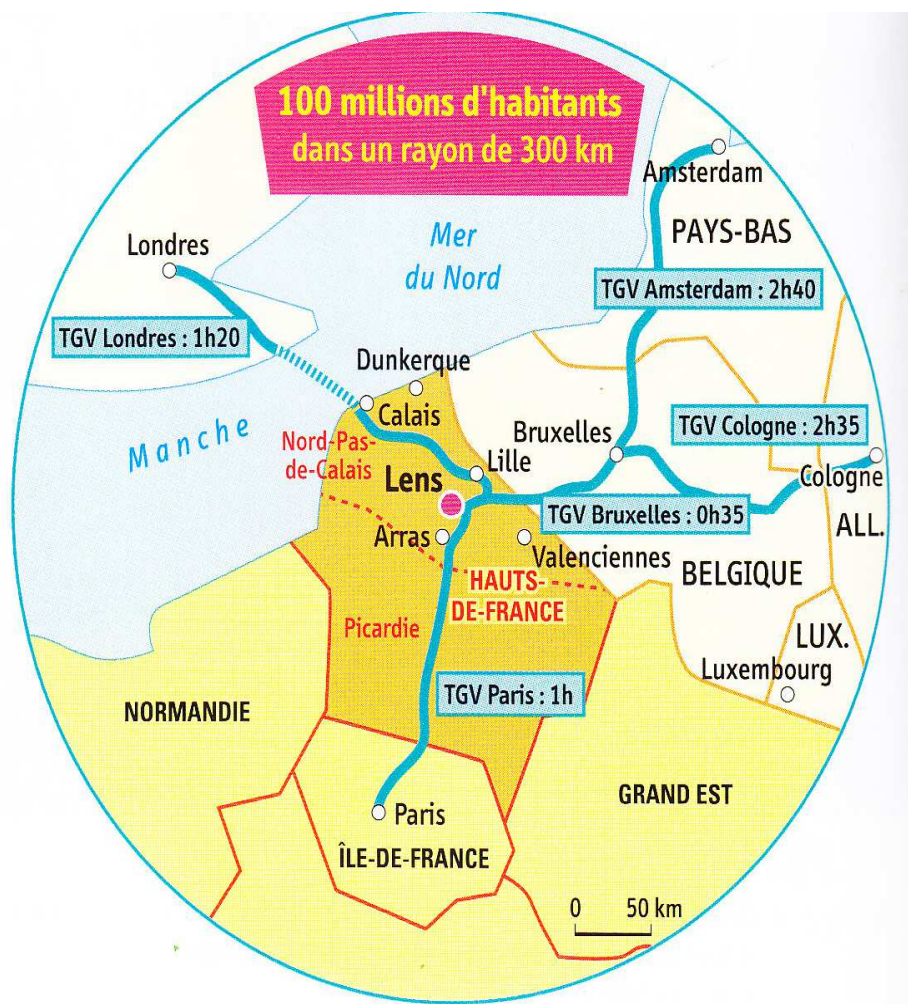 100 millions d'habitants
dans un rayon de 300 km
Amsterdam
PAYS-BAS
Mer
du Nord
Londres
TGV Amsterdam : 2h40
TGV Londres : 1h20
Dunkerque
Calais
Manche
Nord-Pas-
de-Calais
Lille
Bruxelles
TGV Cologne : 2h35
Cologne
Lens
TGV Bruxelles : 0h35
ALL.
Arras
Valenciennes
BELGIQUE
HAUTS-
DE-FRANCE
Picardie
LUX.
Luxembourg
TGV Paris : 1h
NORMANDIE
GRAND EST
Paris
ÎLE-DE-FRANCE
0 50 km